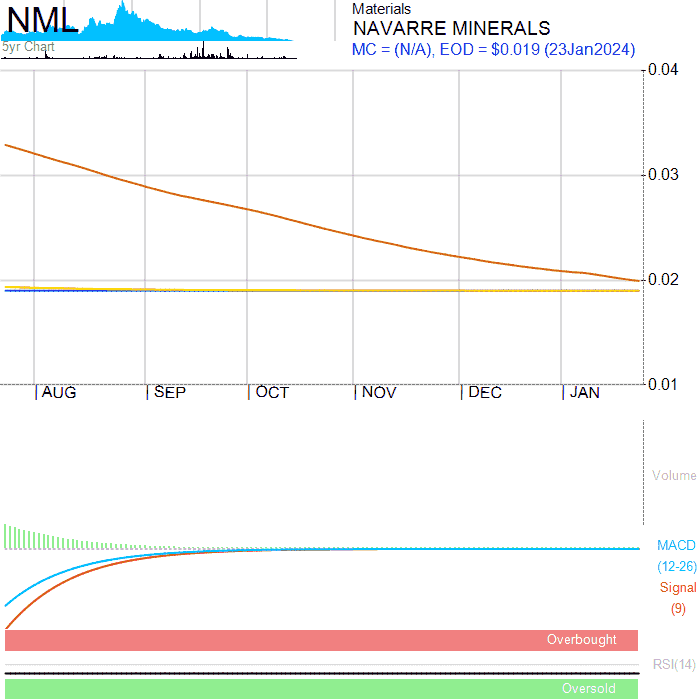 NML
5yr Chart
Materials
NAVARRE MINERALS
MC = (N/A), EOD = $0.019 (23Jan2024)
0.04
0.03
0.02
0.01
AUG SEP OCT NOV DEC JAN
Volume
MACD
(12-26)
Signal
(9)
Overbought
RSI(14)
Oversold